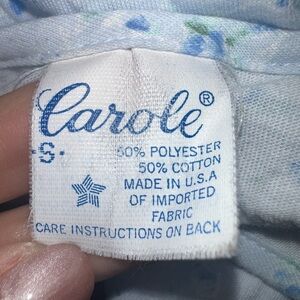 Carole®
·S·
50% POLYESTER
50% COTTON
MADE IN U.S.A
OF IMPORTED
FABRIC
CARE INSTRUCTIONS ON BACK